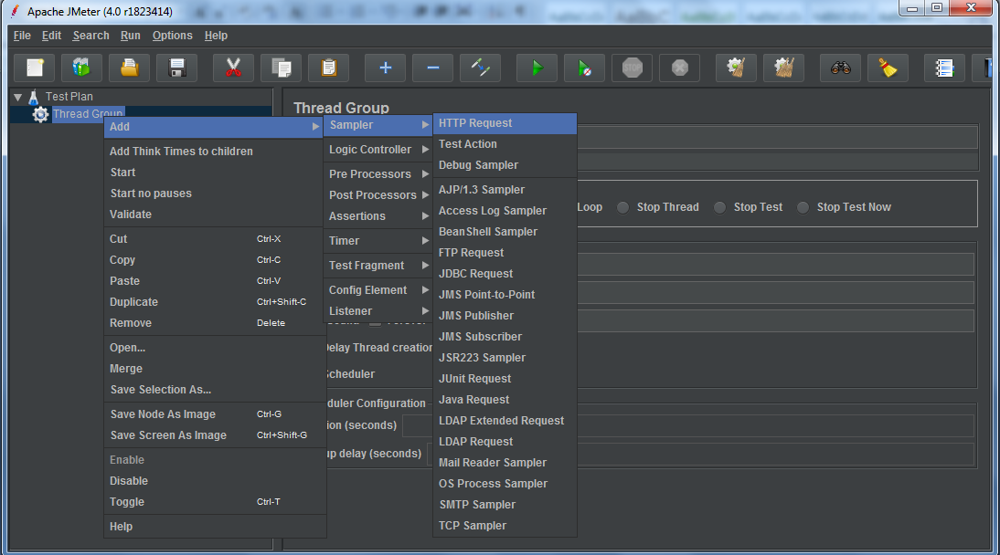 Apache JMeter (4.0 r1823414)
File Edit Search Run Options Help
STOP
Test Plan
Thread Group
Thread Group
Add
Add Think Times to children
Start
Start no pauses
Validate
Cut Ctrl-X
Copy Ctrl-C
Paste Ctrl-V
Duplicate Ctrl+Shift-C
Remove Delete
Open...
Merge
Save Selection As...
Save Node As Image Ctrl-G
Save Screen As Image Ctrl+Shift-G
Enable
Disable
Toggle Ctrl-T
Help
Sampler
Logic Controller
Pre Processors
Post Processors
Assertions
Timer
Test Fragment
Config Element
Listener
HTTP Request
Test Action
Debug Sampler
AJP/1.3 Sampler
Access Log Sampler
BeanShell Sampler
FTP Request
JDBC Request
JMS Point-to-Point
JMS Publisher
JMS Subscriber
JSR223 Sampler
JUnit Request
Java Request
LDAP Extended Request
LDAP Request
Mail Reader Sampler
OS Process Sampler
SMTP Sampler
TCP Sampler
Loop Stop Thread Stop Test Stop Test Now
Delay Thread creation
Scheduler
duler Configuration
ion (seconds)
up delay (seconds)